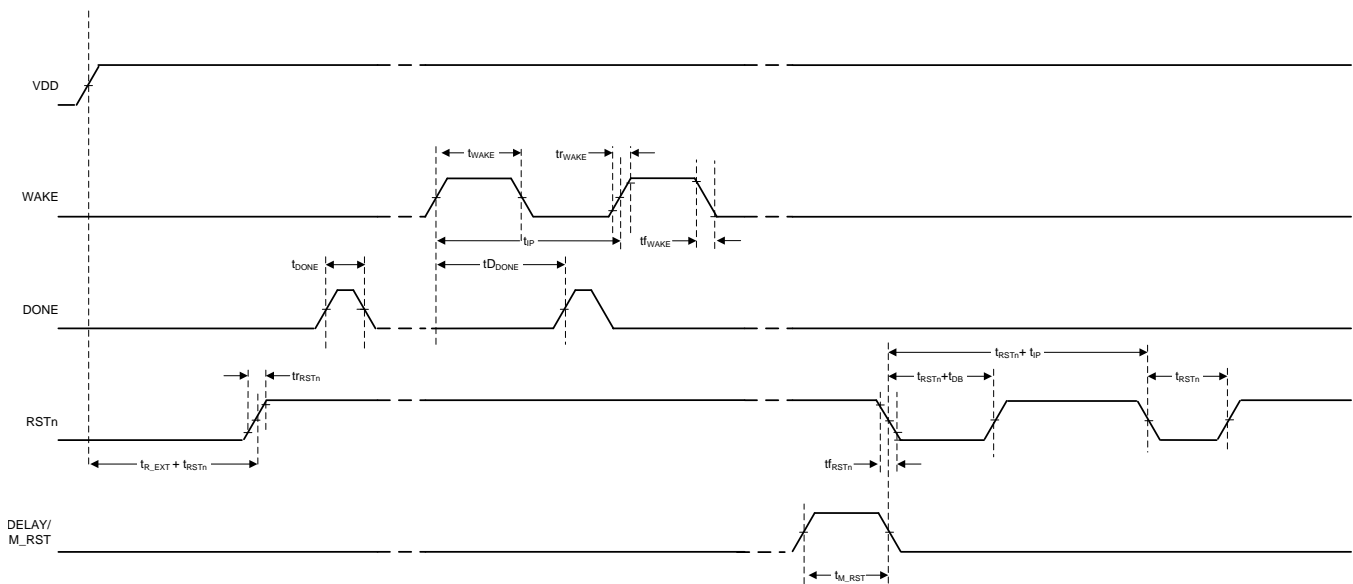 VDD
WAKE
tWAKE
trWAKE
tIP
tfWAKE
DONE
tDONE
tDDONE
tRSTn+ tIP
tRSTn+tDB
tRSTn
RSTn
trRSTn
tR_EXT + tRSTn
tfRSTn
DELAY/
M_RST
tM_RST